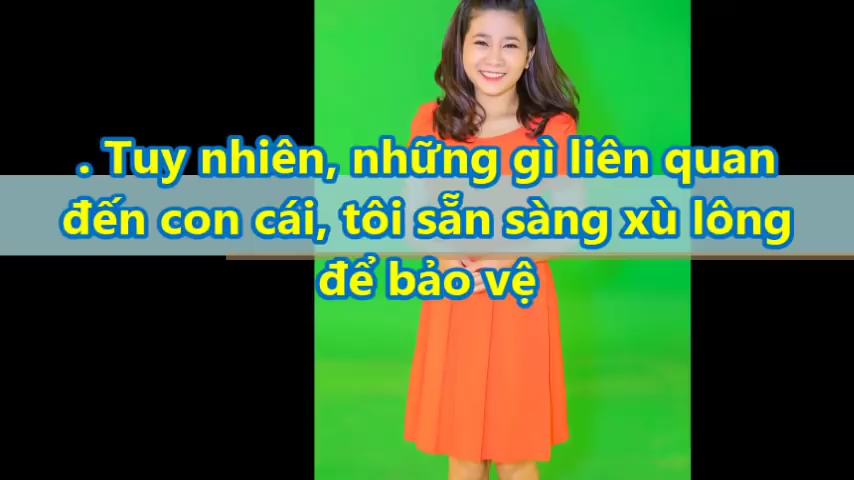 . Tuy nhiên, những gì liên quan
đến con cái, tôi sẵn sàng xù lông
để bảo vệ